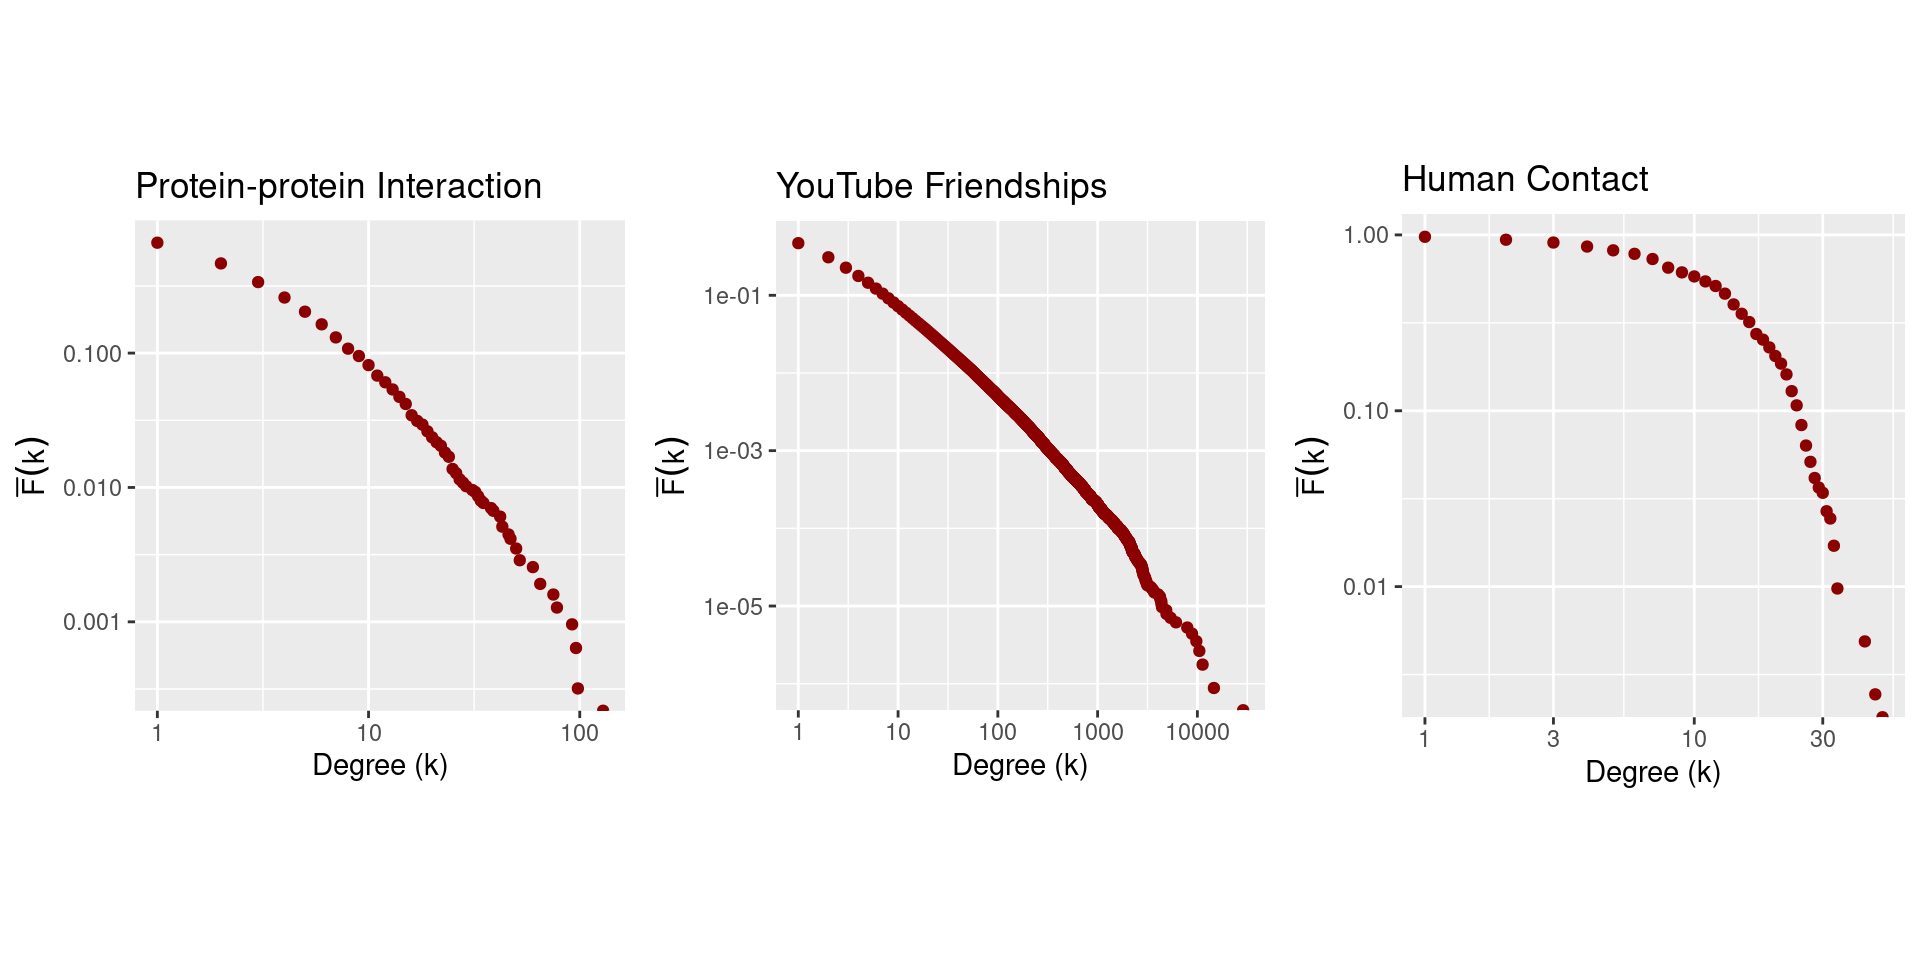 Protein-protein Interaction
0.100
0.010
0.001
F̅(k)
1 10 100
Degree (k)
YouTube Friendships
1e-01
1e-03
1e-05
F̅(k)
1 10 100 1000 10000
Degree (k)
Human Contact
1.00
0.10
0.01
F̅(k)
1 3 10 30
Degree (k)